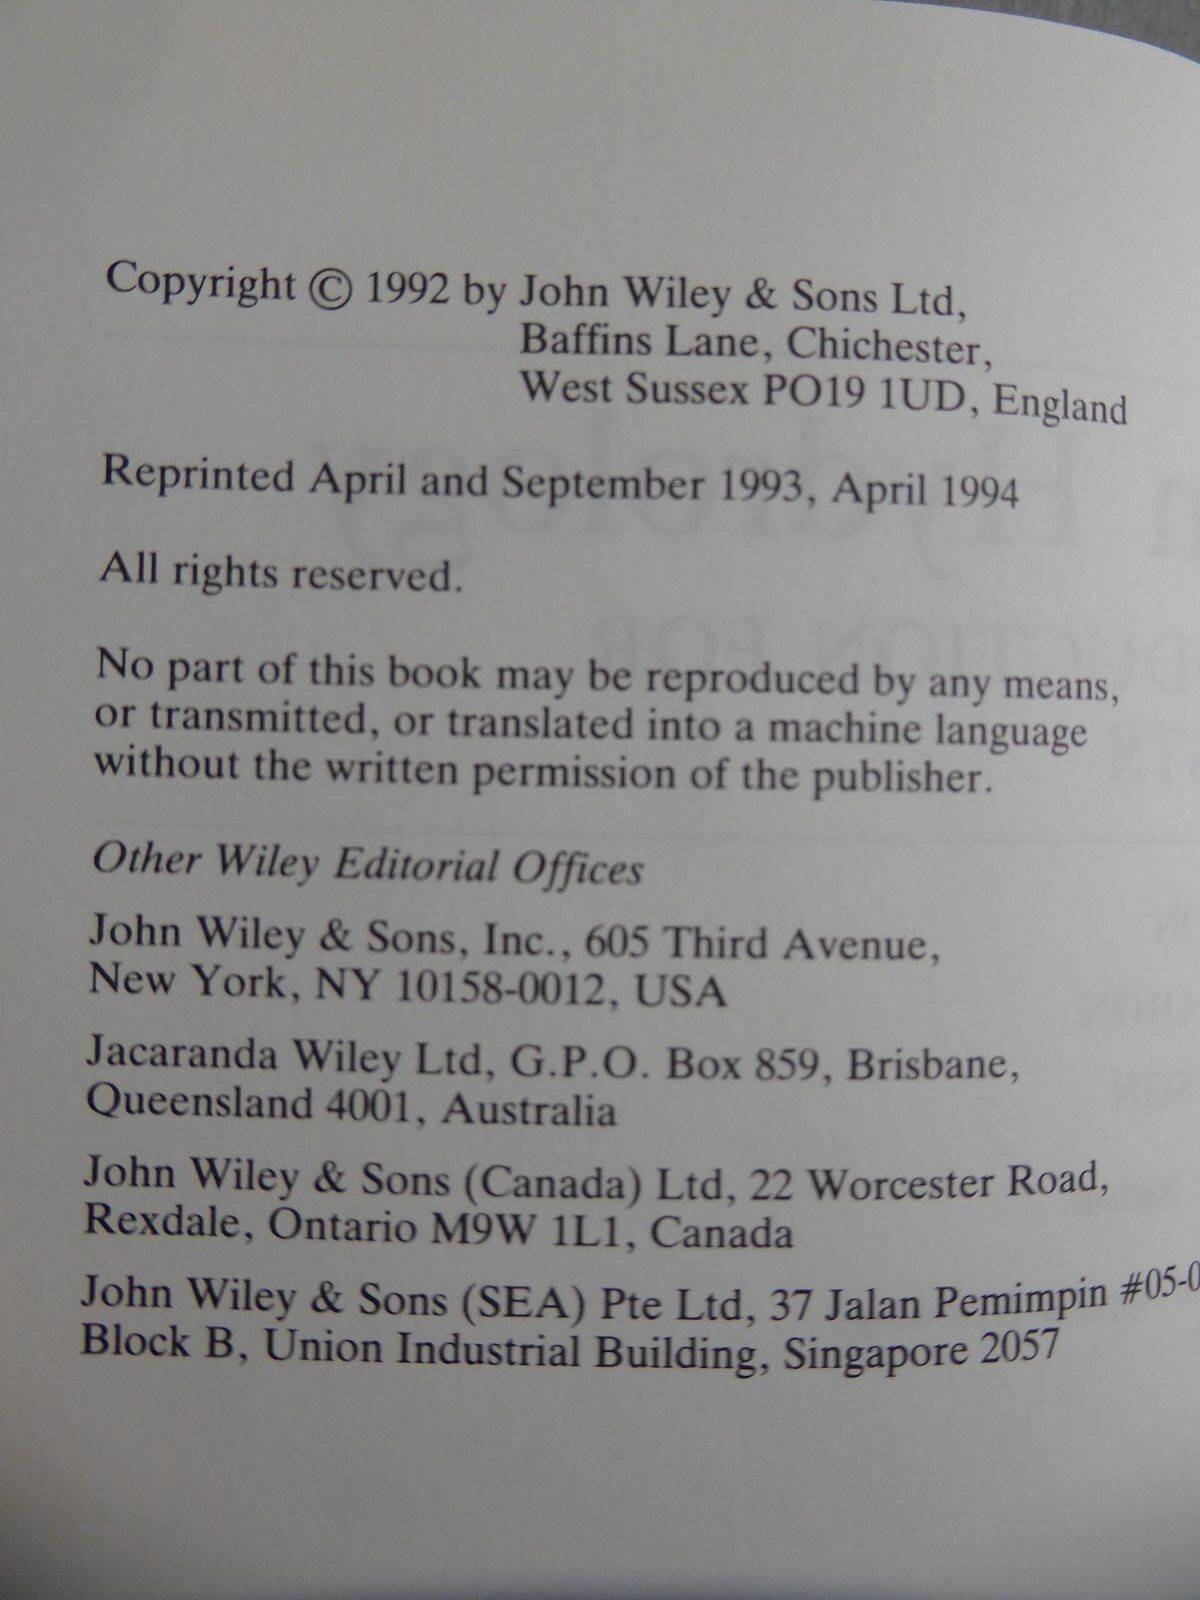 Copyright © 1992 by John Wiley & Sons Ltd,
Baffins Lane, Chichester,
West Sussex PO19 1UD, England
Reprinted April and September 1993, April 1994
All rights reserved.
No part of this book may be reproduced by any means,
or transmitted, or translated into a machine language
without the written permission of the publisher.
Other Wiley Editorial Offices
John Wiley & Sons, Inc., 605 Third Avenue,
New York, NY 10158-0012, USA
Jacaranda Wiley Ltd, G.P.O. Box 859, Brisbane,
Queensland 4001, Australia
John Wiley & Sons (Canada) Ltd, 22 Worcester Road,
Rexdale, Ontario M9W 1L1, Canada
John Wiley & Sons (SEA) Pte Ltd, 37 Jalan Pemimpin #05-0
Block B, Union Industrial Building, Singapore 2057